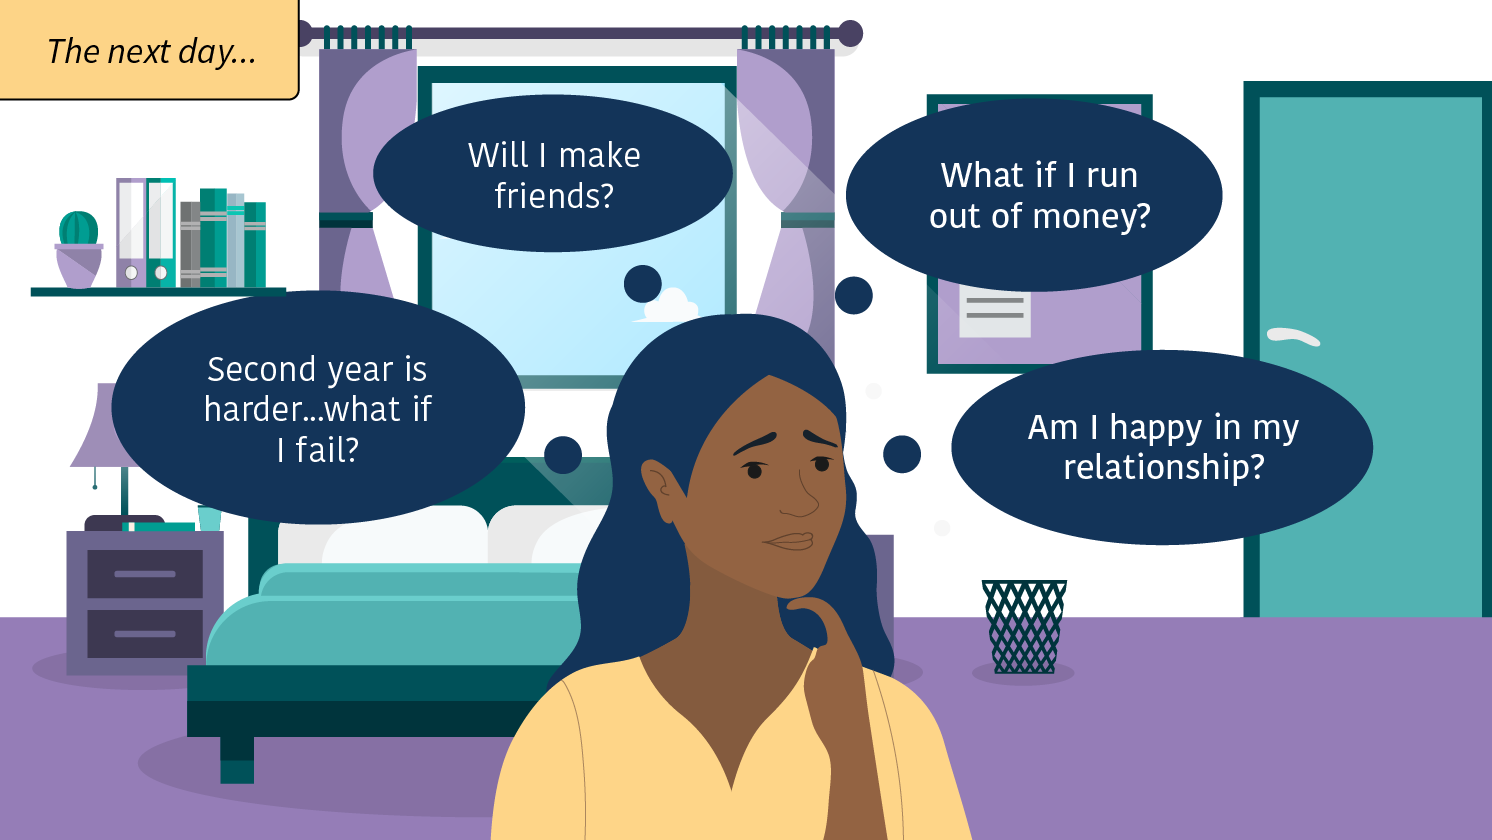 The next day...
Will I make
friends?
What if I run
out of money?
Second year is
harder...what if
I fail?
Am I happy in my
relationship?